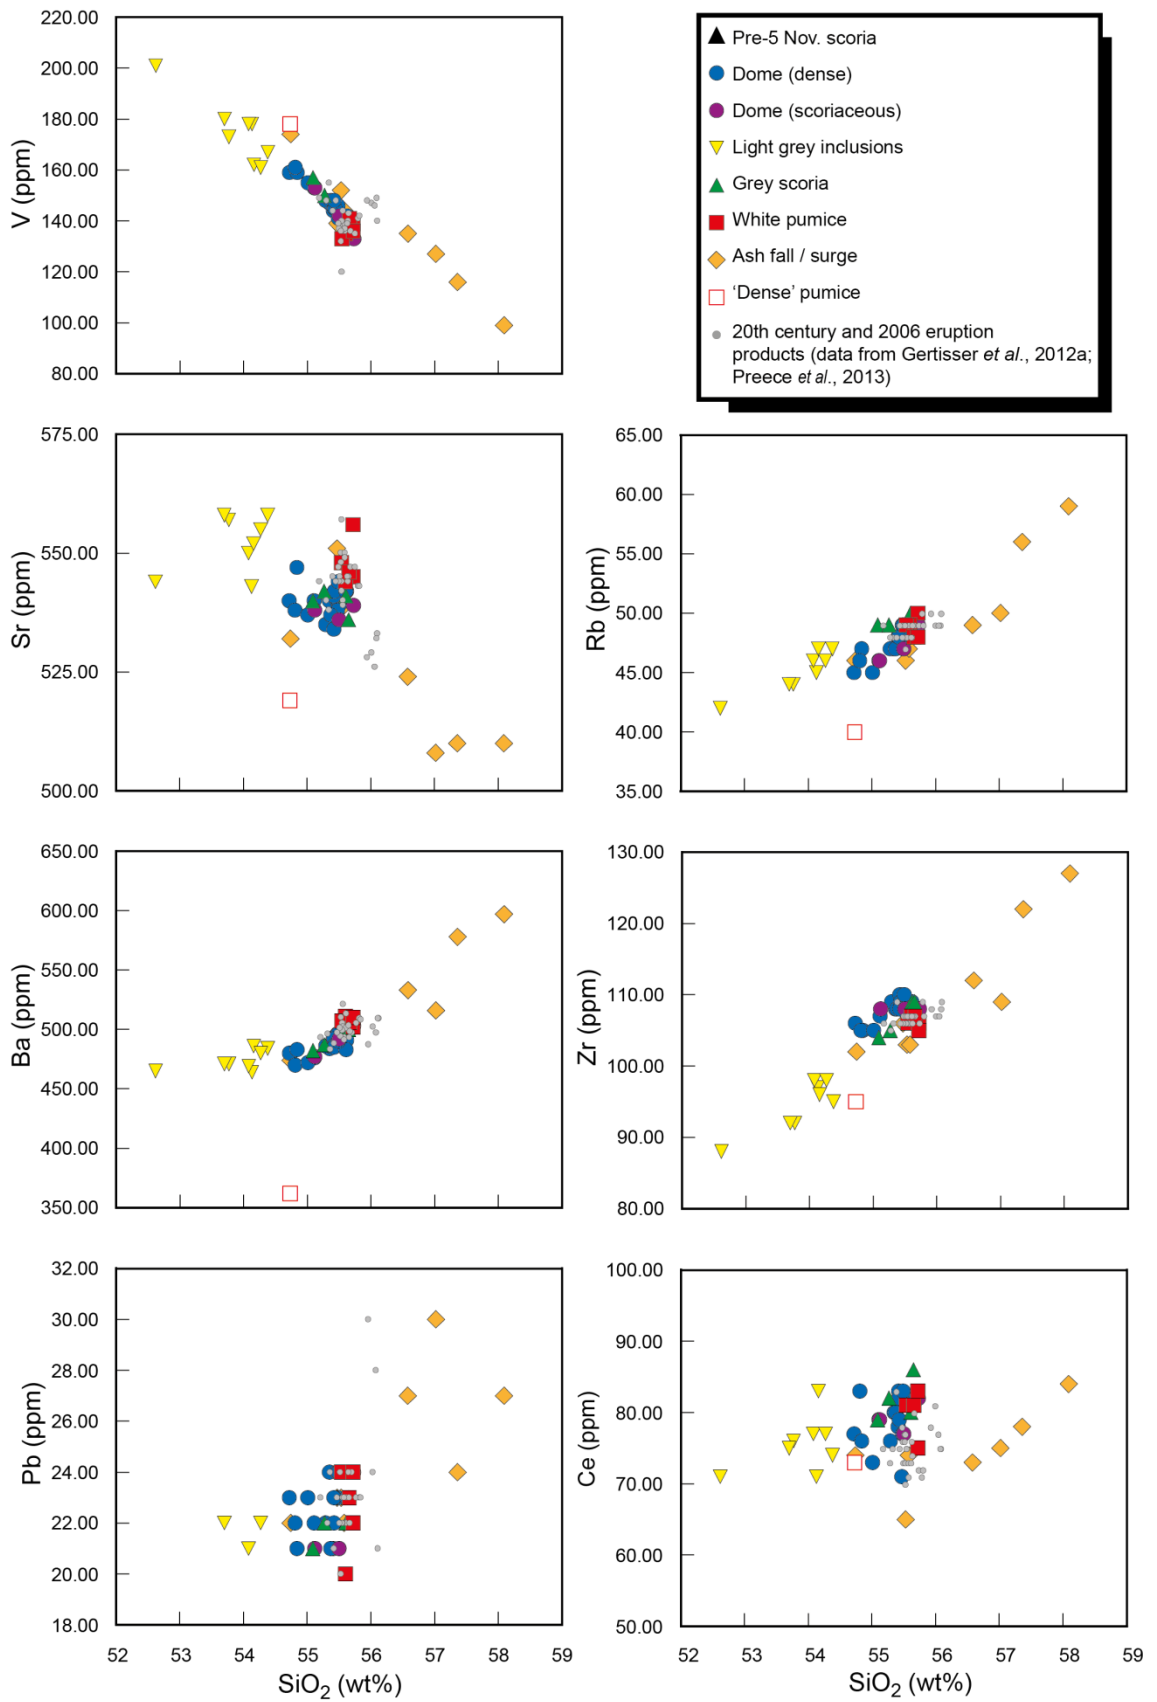 220.00
200.00
180.00
160.00
140.00
120.00
100.00
80.00
V (ppm)
Pre-5 Nov. scoria
Dome (dense)
Dome (scoriaceous)
Light grey inclusions
Grey scoria
White pumice
Ash fall / surge
'Dense' pumice
20th century and 2006 eruption
products (data from Gertisser et al., 2012a;
Preece et al., 2013)
575.00
550.00
525.00
500.00
Sr (ppm)
65.00
60.00
55.00
50.00
45.00
40.00
35.00
Rb (ppm)
650.00
600.00
550.00
500.00
450.00
400.00
350.00
Ba (ppm)
130.00
120.00
110.00
100.00
90.00
80.00
Zr (ppm)
32.00
30.00
28.00
26.00
24.00
22.00
20.00
18.00
Pb (ppm)
52 53 54 55 56 57 58 59
SiO2 (wt%)
100.00
90.00
80.00
70.00
60.00
50.00
Ce (ppm)
52 53 54 55 56 57 58 59
SiO2 (wt%)